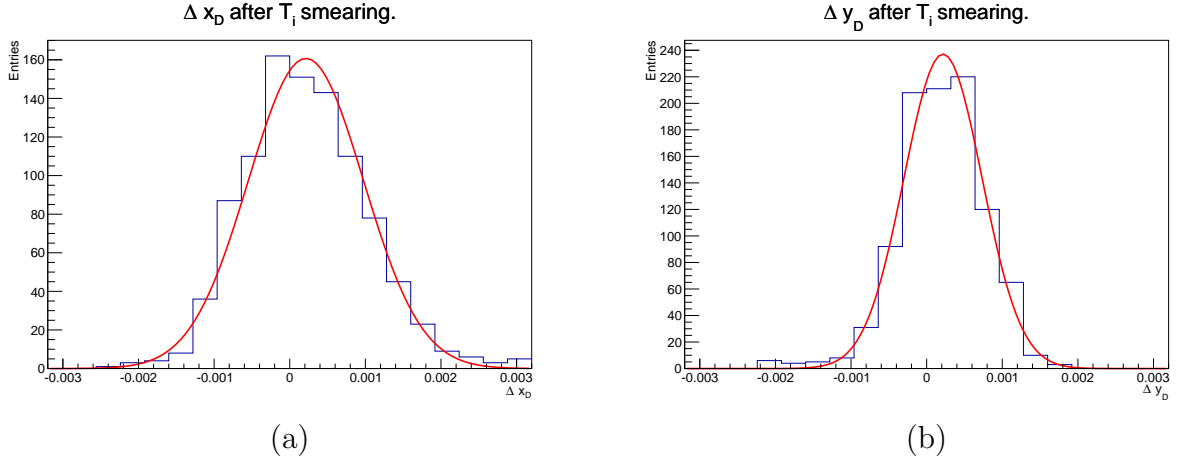 Δ x_D after T_i smearing.
Entries
160
140
120
100
80
60
40
20
0
-0.003 -0.002 -0.001 0 0.001 0.002 0.003
Δ x_D
(a)
Δ y_D after T_i smearing.
Entries
240
220
200
180
160
140
120
100
80
60
40
20
0
-0.003 -0.002 -0.001 0 0.001 0.002 0.003
Δ y_D
(b)